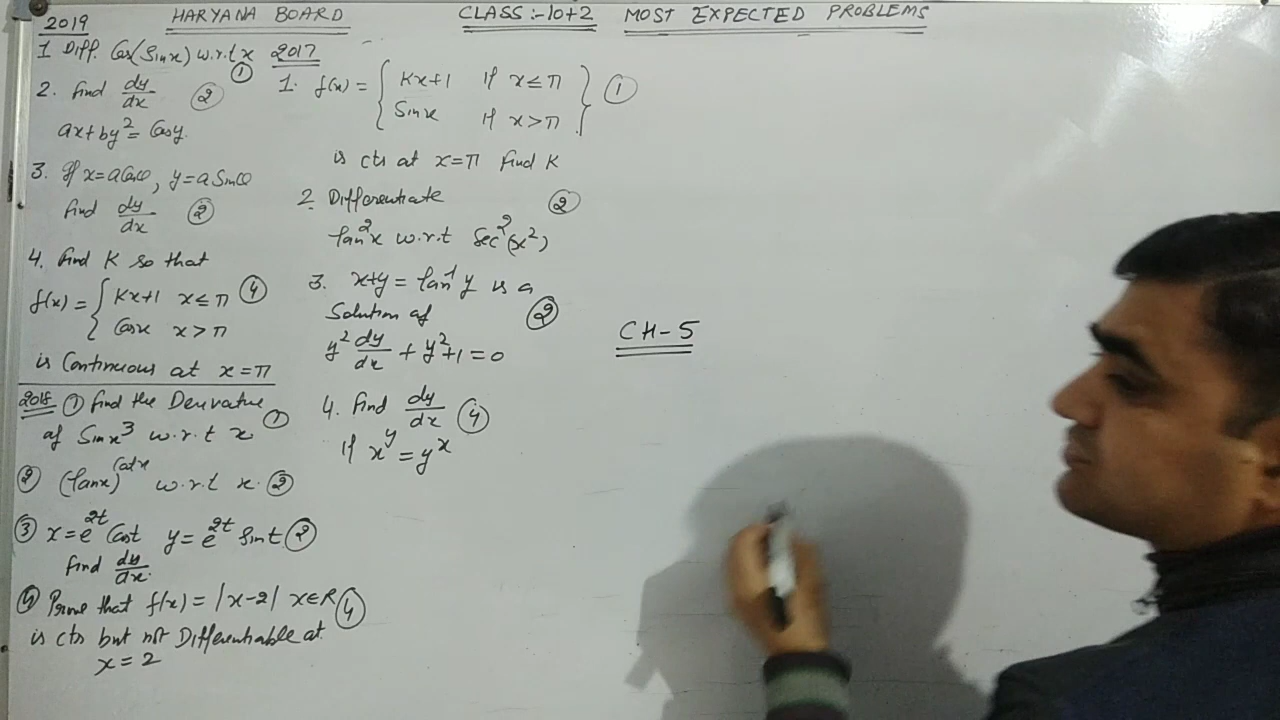 HARYANA BOARD CLASS :- 10+2 MOST EXPECTED PROBLEMS
2019
1 Diff. Cos(Sinx) w.r.t x ①
2. Find dy/dx ②
ax+by²= Cosy.
3. If x=aCosθ, y=a Sinθ
find dy/dx ②
4. Find K so that
f(x) = { Kx+1 x≤π ④
Cosx x>π
is Continuous at x=π
2018 ① find the Derivative
of Sinx³ w.r.t x ①
② (tanx)^cotx w.r.t x. ②
③ x=e^2t Cost y=e^2t Sint ②
find dy/dx.
④ Prove that f(x) = |x-2| x∈R ④
is cts but not Differentiable at
x=2
2017
1. f(x) = { Kx+1 If x≤π } ①
Sinx If x>π
is cts at x=π Find K
2. Differentiate ②
tan²x w.r.t Sec²(x²)
3. x+y = tan⁻¹y is a
Solution of ②
y² dy/dx + y²+1=0
4. Find dy/dx ④
If x^y = y^x
CH-5